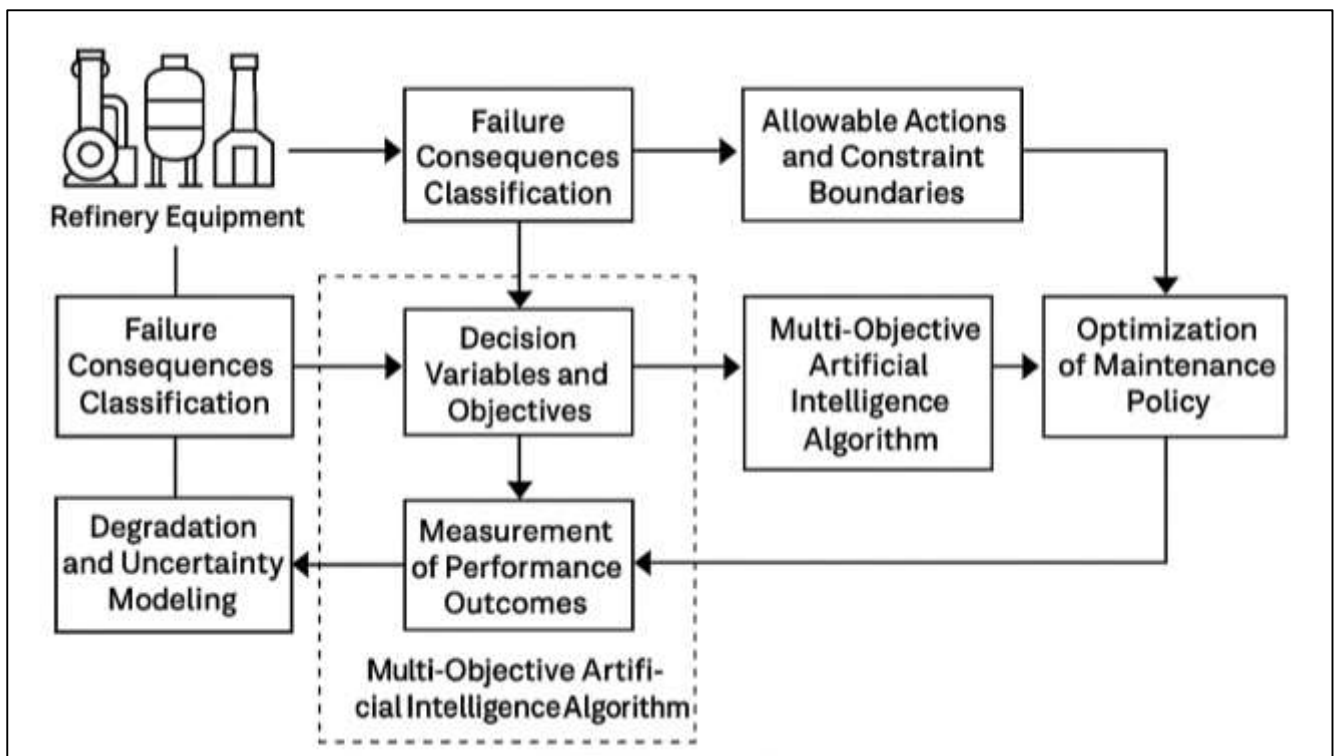 Refinery Equipment
Failure
Consequences
Classification
Allowable Actions
and Constraint
Boundaries
Failure
Consequences
Classification
Decision
Variables and
Objectives
Multi-Objective
Artificial
Intelligence
Algorithm
Optimization
of Maintenance
Policy
Degradation
and Uncertainty
Modeling
Measurement
of Performance
Outcomes
Multi-Objective Artifi-
cial Intelligence Algorithm